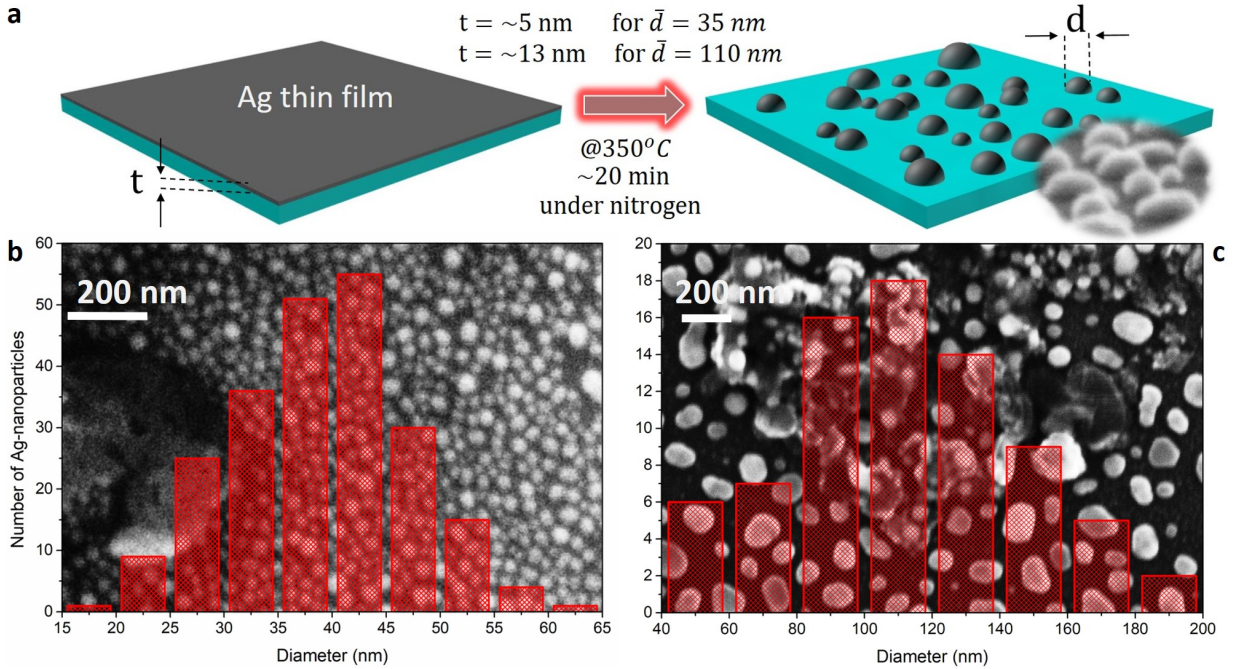 a
t = ~5 nm for d̄ = 35 nm
t = ~13 nm for d̄ = 110 nm
d
Ag thin film
@350°C
~20 min
under nitrogen
t
b
200 nm
Number of Ag-nanoparticles
60
50
40
30
20
10
0
15 20 25 30 35 40 45 50 55 60 65
Diameter (nm)
c
200 nm
20
18
16
14
12
10
8
6
4
2
0
40 60 80 100 120 140 160 180 200
Diameter (nm)